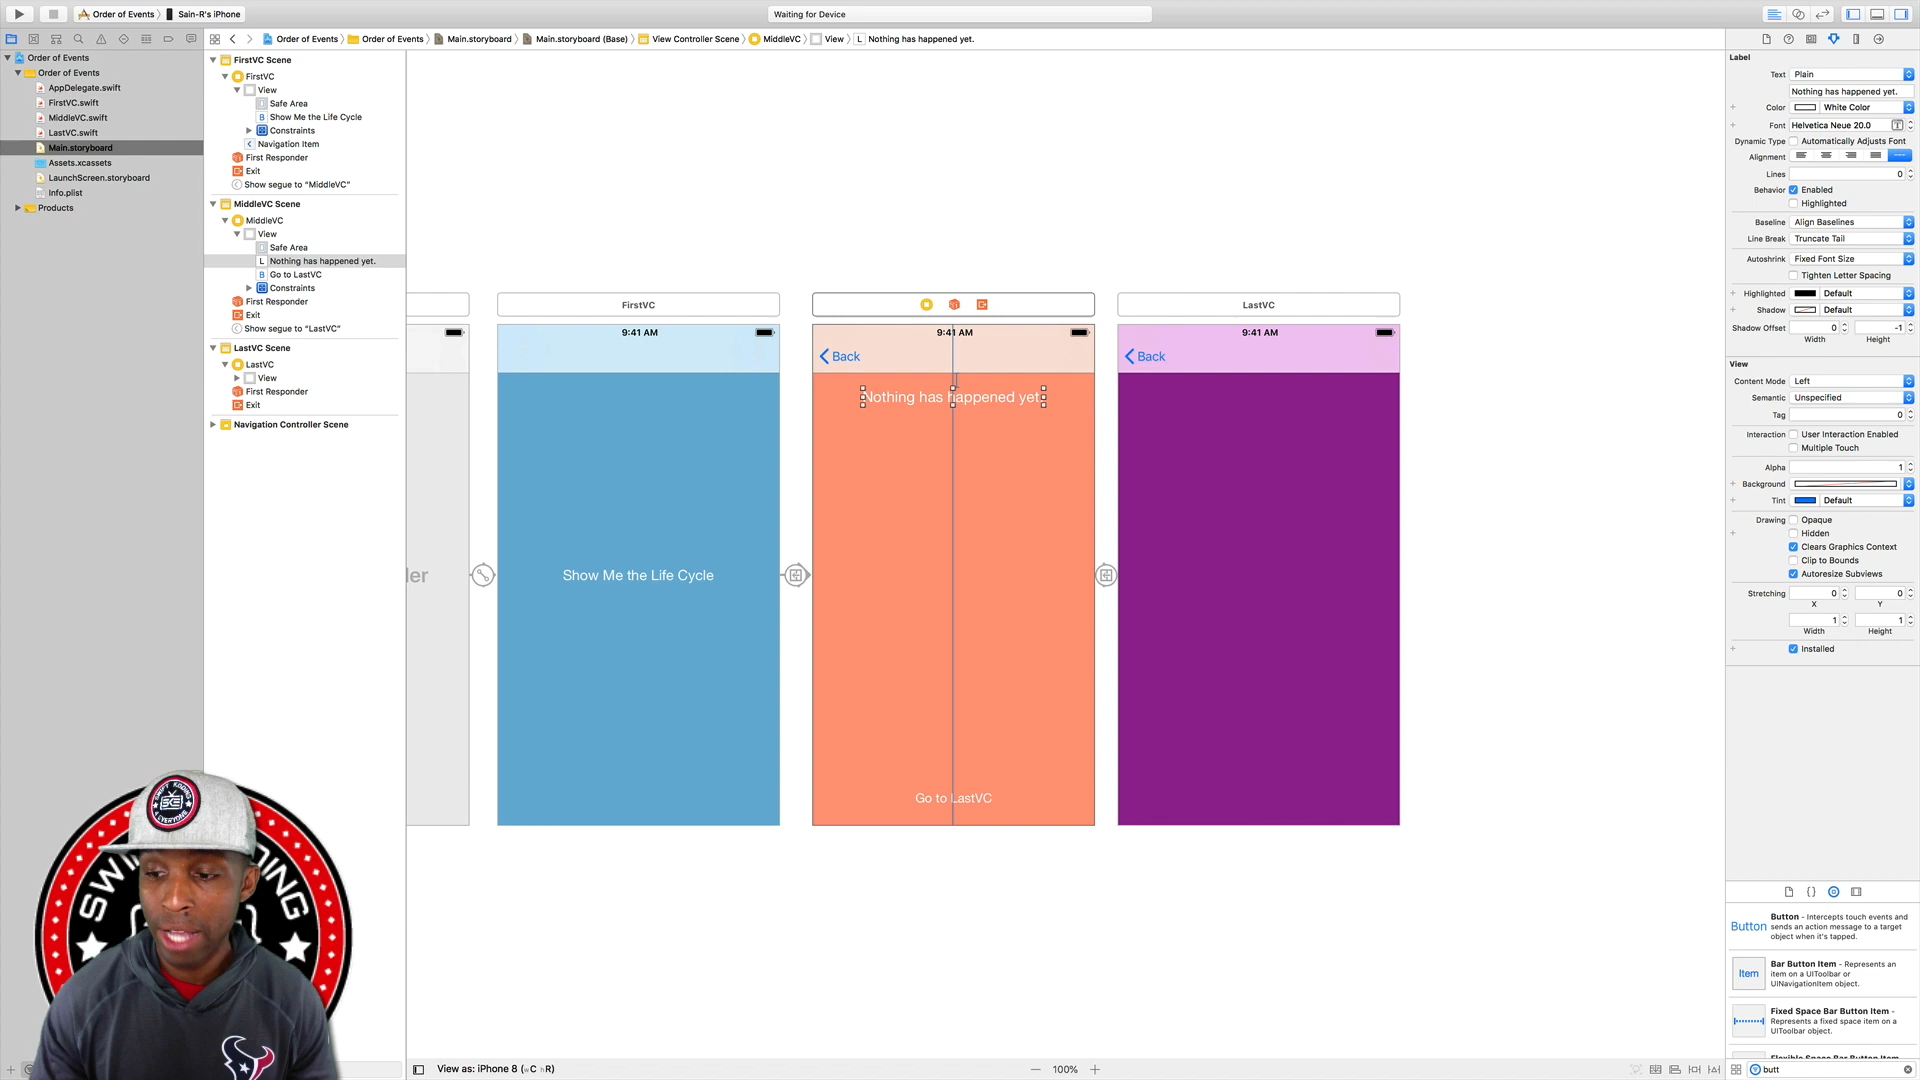 Order of Events
Sain-R's iPhone
Waiting for Device
Order of Events
Order of Events
Main.storyboard
Main.storyboard (Base)
View Controller Scene
MiddleVC
View
L
Nothing has happened yet.
Order of Events
Order of Events
AppDelegate.swift
FirstVC.swift
MiddleVC.swift
LastVC.swift
Main.storyboard
Assets.xcassets
LaunchScreen.storyboard
Info.plist
Products
FirstVC Scene
FirstVC
View
Safe Area
B Show Me the Life Cycle
Constraints
Navigation Item
First Responder
Exit
Show segue to "MiddleVC"
MiddleVC Scene
MiddleVC
View
Safe Area
L Nothing has happened yet.
B Go to LastVC
Constraints
First Responder
Exit
Show segue to "LastVC"
LastVC Scene
LastVC
View
First Responder
Exit
Navigation Controller Scene
ler
FirstVC
9:41 AM
Show Me the Life Cycle
9:41 AM
Back
Nothing has happened yet.
Go to LastVC
LastVC
9:41 AM
Back
View as: iPhone 8 (wC hR)
100%
Label
Text Plain
Nothing has happened yet.
Color White Color
Font Helvetica Neue 20.0
Dynamic Type Automatically Adjusts Font
Alignment
Lines 0
Behavior Enabled
Highlighted
Baseline Align Baselines
Line Break Truncate Tail
Autoshrink Fixed Font Size
Tighten Letter Spacing
Highlighted Default
Shadow Default
Shadow Offset 0 -1
Width Height
View
Content Mode Left
Semantic Unspecified
Tag 0
Interaction User Interaction Enabled
Multiple Touch
Alpha 1
Background
Tint Default
Drawing Opaque
Hidden
Clears Graphics Context
Clip to Bounds
Autoresize Subviews
Stretching 0 0
X Y
1 1
Width Height
Installed
Button
Button - Intercepts touch events and
sends an action message to a target
object when it's tapped.
Item
Bar Button Item - Represents an
item on a UIToolbar or
UINavigationItem object.
Fixed Space Bar Button Item -
Represents a fixed space item on a
UIToolbar object.
Flexible Space Bar Button Item
butt